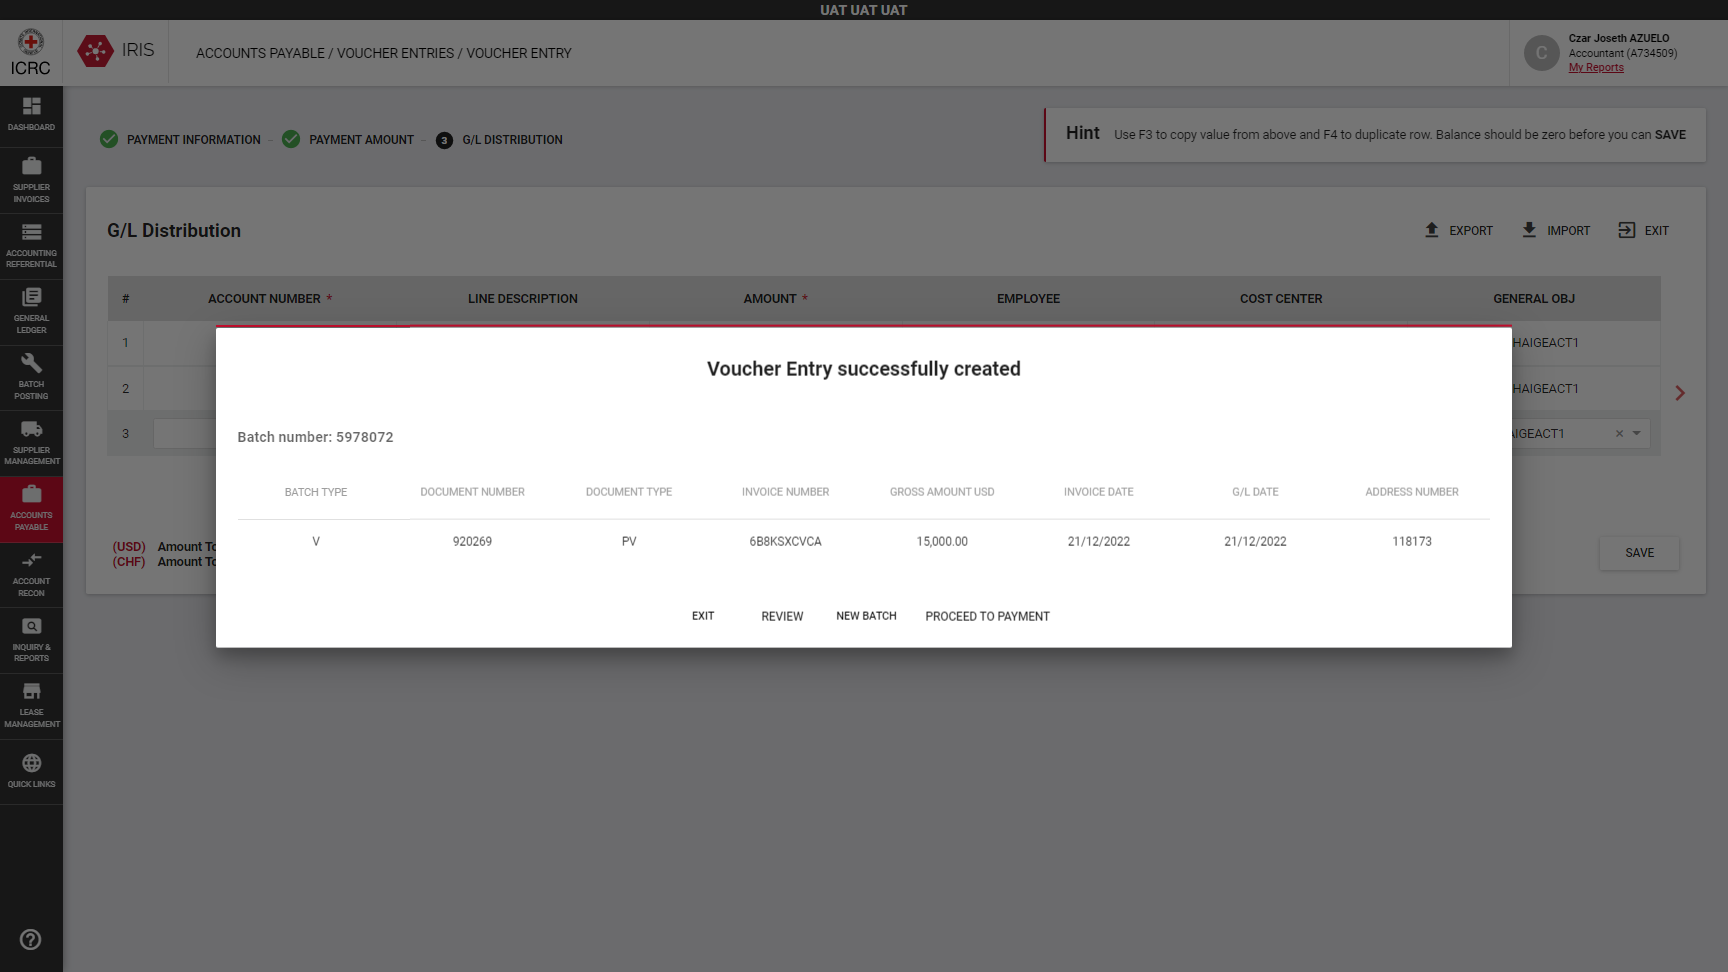 UAT UAT UAT
ICRC
IRIS
ACCOUNTS PAYABLE / VOUCHER ENTRIES / VOUCHER ENTRY
C
Czar Joseth AZUELO
Accountant (A734509)
My Reports
DASHBOARD
SUPPLIER
INVOICES
ACCOUNTING
REFERENTIAL
GENERAL
LEDGER
BATCH
POSTING
SUPPLIER
MANAGEMENT
ACCOUNTS
PAYABLE
ACCOUNT
RECON
INQUIRY &
REPORTS
LEASE
MANAGEMENT
QUICK LINKS
PAYMENT INFORMATION
PAYMENT AMOUNT
3 G/L DISTRIBUTION
Hint Use F3 to copy value from above and F4 to duplicate row. Balance should be zero before you can SAVE
G/L Distribution
EXPORT IMPORT EXIT
# ACCOUNT NUMBER * LINE DESCRIPTION AMOUNT * EMPLOYEE COST CENTER GENERAL OBJ
1 HAIGEACT1
2 HAIGEACT1
3 AIGEACT1
Voucher Entry successfully created
Batch number: 5978072
BATCH TYPE DOCUMENT NUMBER DOCUMENT TYPE INVOICE NUMBER GROSS AMOUNT USD INVOICE DATE G/L DATE ADDRESS NUMBER
V 920269 PV 6B8KSXCVCA 15,000.00 21/12/2022 21/12/2022 118173
EXIT REVIEW NEW BATCH PROCEED TO PAYMENT
(USD) Amount To
(CHF) Amount To
SAVE